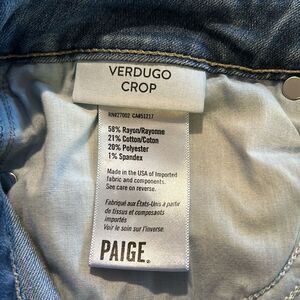 VERDUGO
CROP
RN#27002 CA#51217
58% Rayon/Rayonne
21% Cotton/Coton
20% Polyester
1% Spandex
Made in the USA of Imported
fabric and components.
See care on reverse.
Fabriqué aux États-Unis à partir
de tissus et composants
importés
Voir le soin sur l'inverse.
PAIGE.